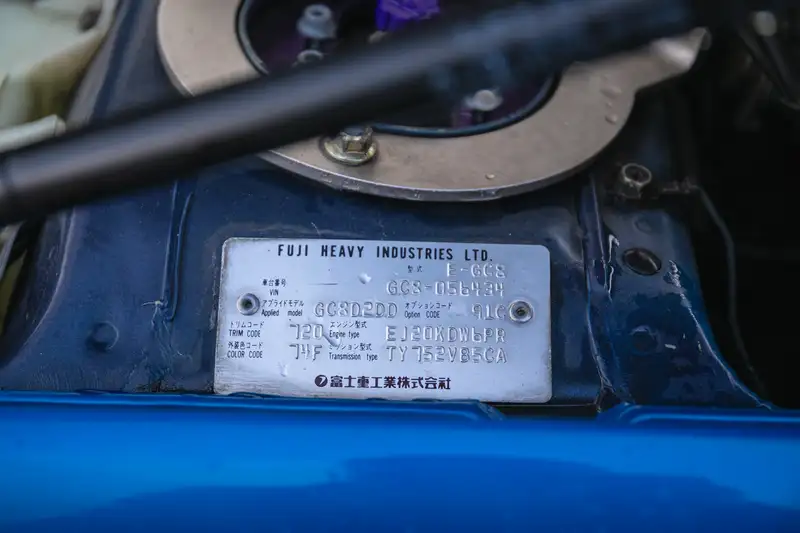 FUJI HEAVY INDUSTRIES LTD.
型式 E-GC8
車台番号 VIN GC8-056434
アプライドモデル Applied model GC8D2DD オプションコード Option CODE 91C
トリムコード TRIM CODE 720 エンジン型式 Engine type EJ20KDW6PR
外装色コード COLOR CODE 74F ミッション型式 Transmission type TY752VB5CA
富士重工業株式会社